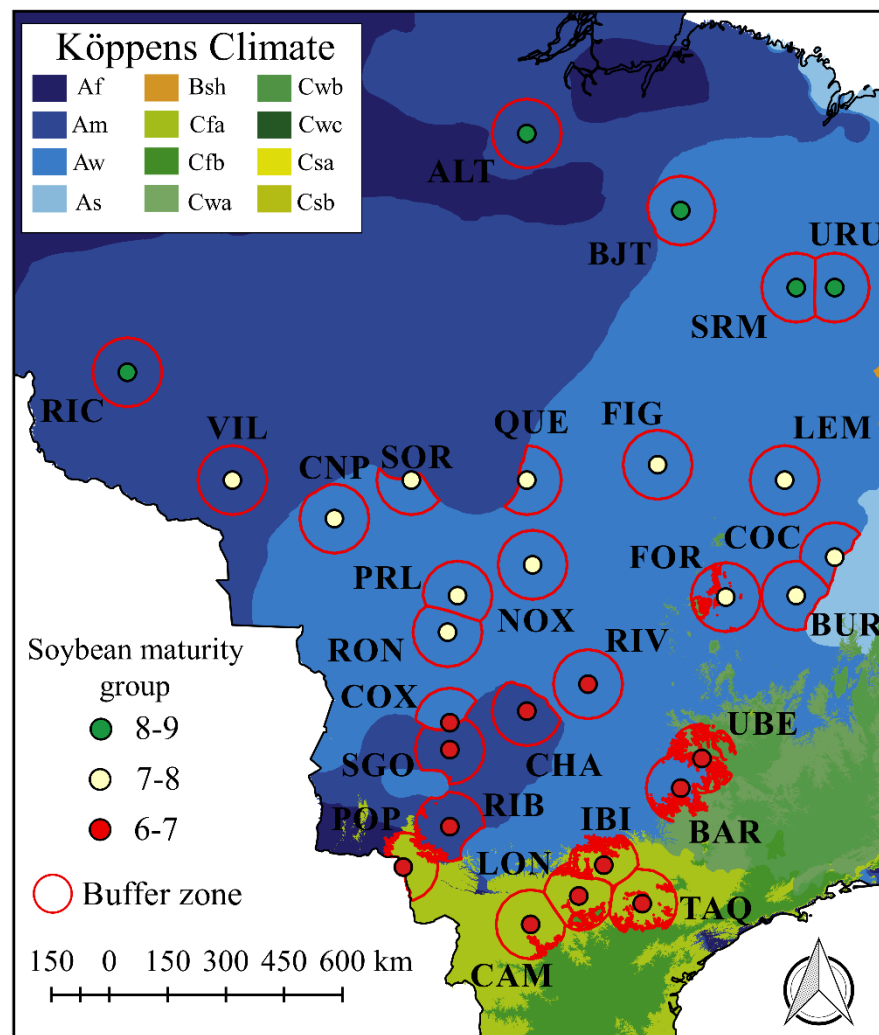 Köppens Climate
Af Bsh Cwb
Am Cfa Cwc
Aw Cfb Csa
As Cwa Csb
ALT
BJT
URU
SRM
RIC
VIL
CNP
SOR
QUE
FIG
LEM
COC
FOR
PRL
NOX
BUR
RON
RIV
COX
SGO
CHA
UBE
POP
RIB
IBI
BAR
LON
TAQ
CAM
Soybean maturity
group
8-9
7-8
6-7
Buffer zone
150 0 150 300 450 600 km